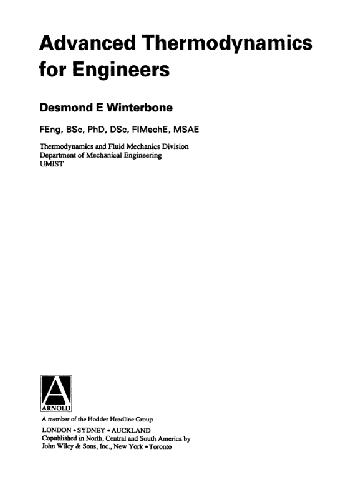 Advanced Thermodynamics
for Engineers
Desmond E Winterbone
FEng, BSc, PhD, DSc, FIMechE, MSAE
Thermodynamics and Fluid Mechanics Division
Department of Mechanical Engineering
UMIST
A
ARNOLD
A member of the Hodder Headline Group
LONDON • SYDNEY • AUCKLAND
Copublished in North, Central and South America by
John Wiley & Sons, Inc., New York • Toronto